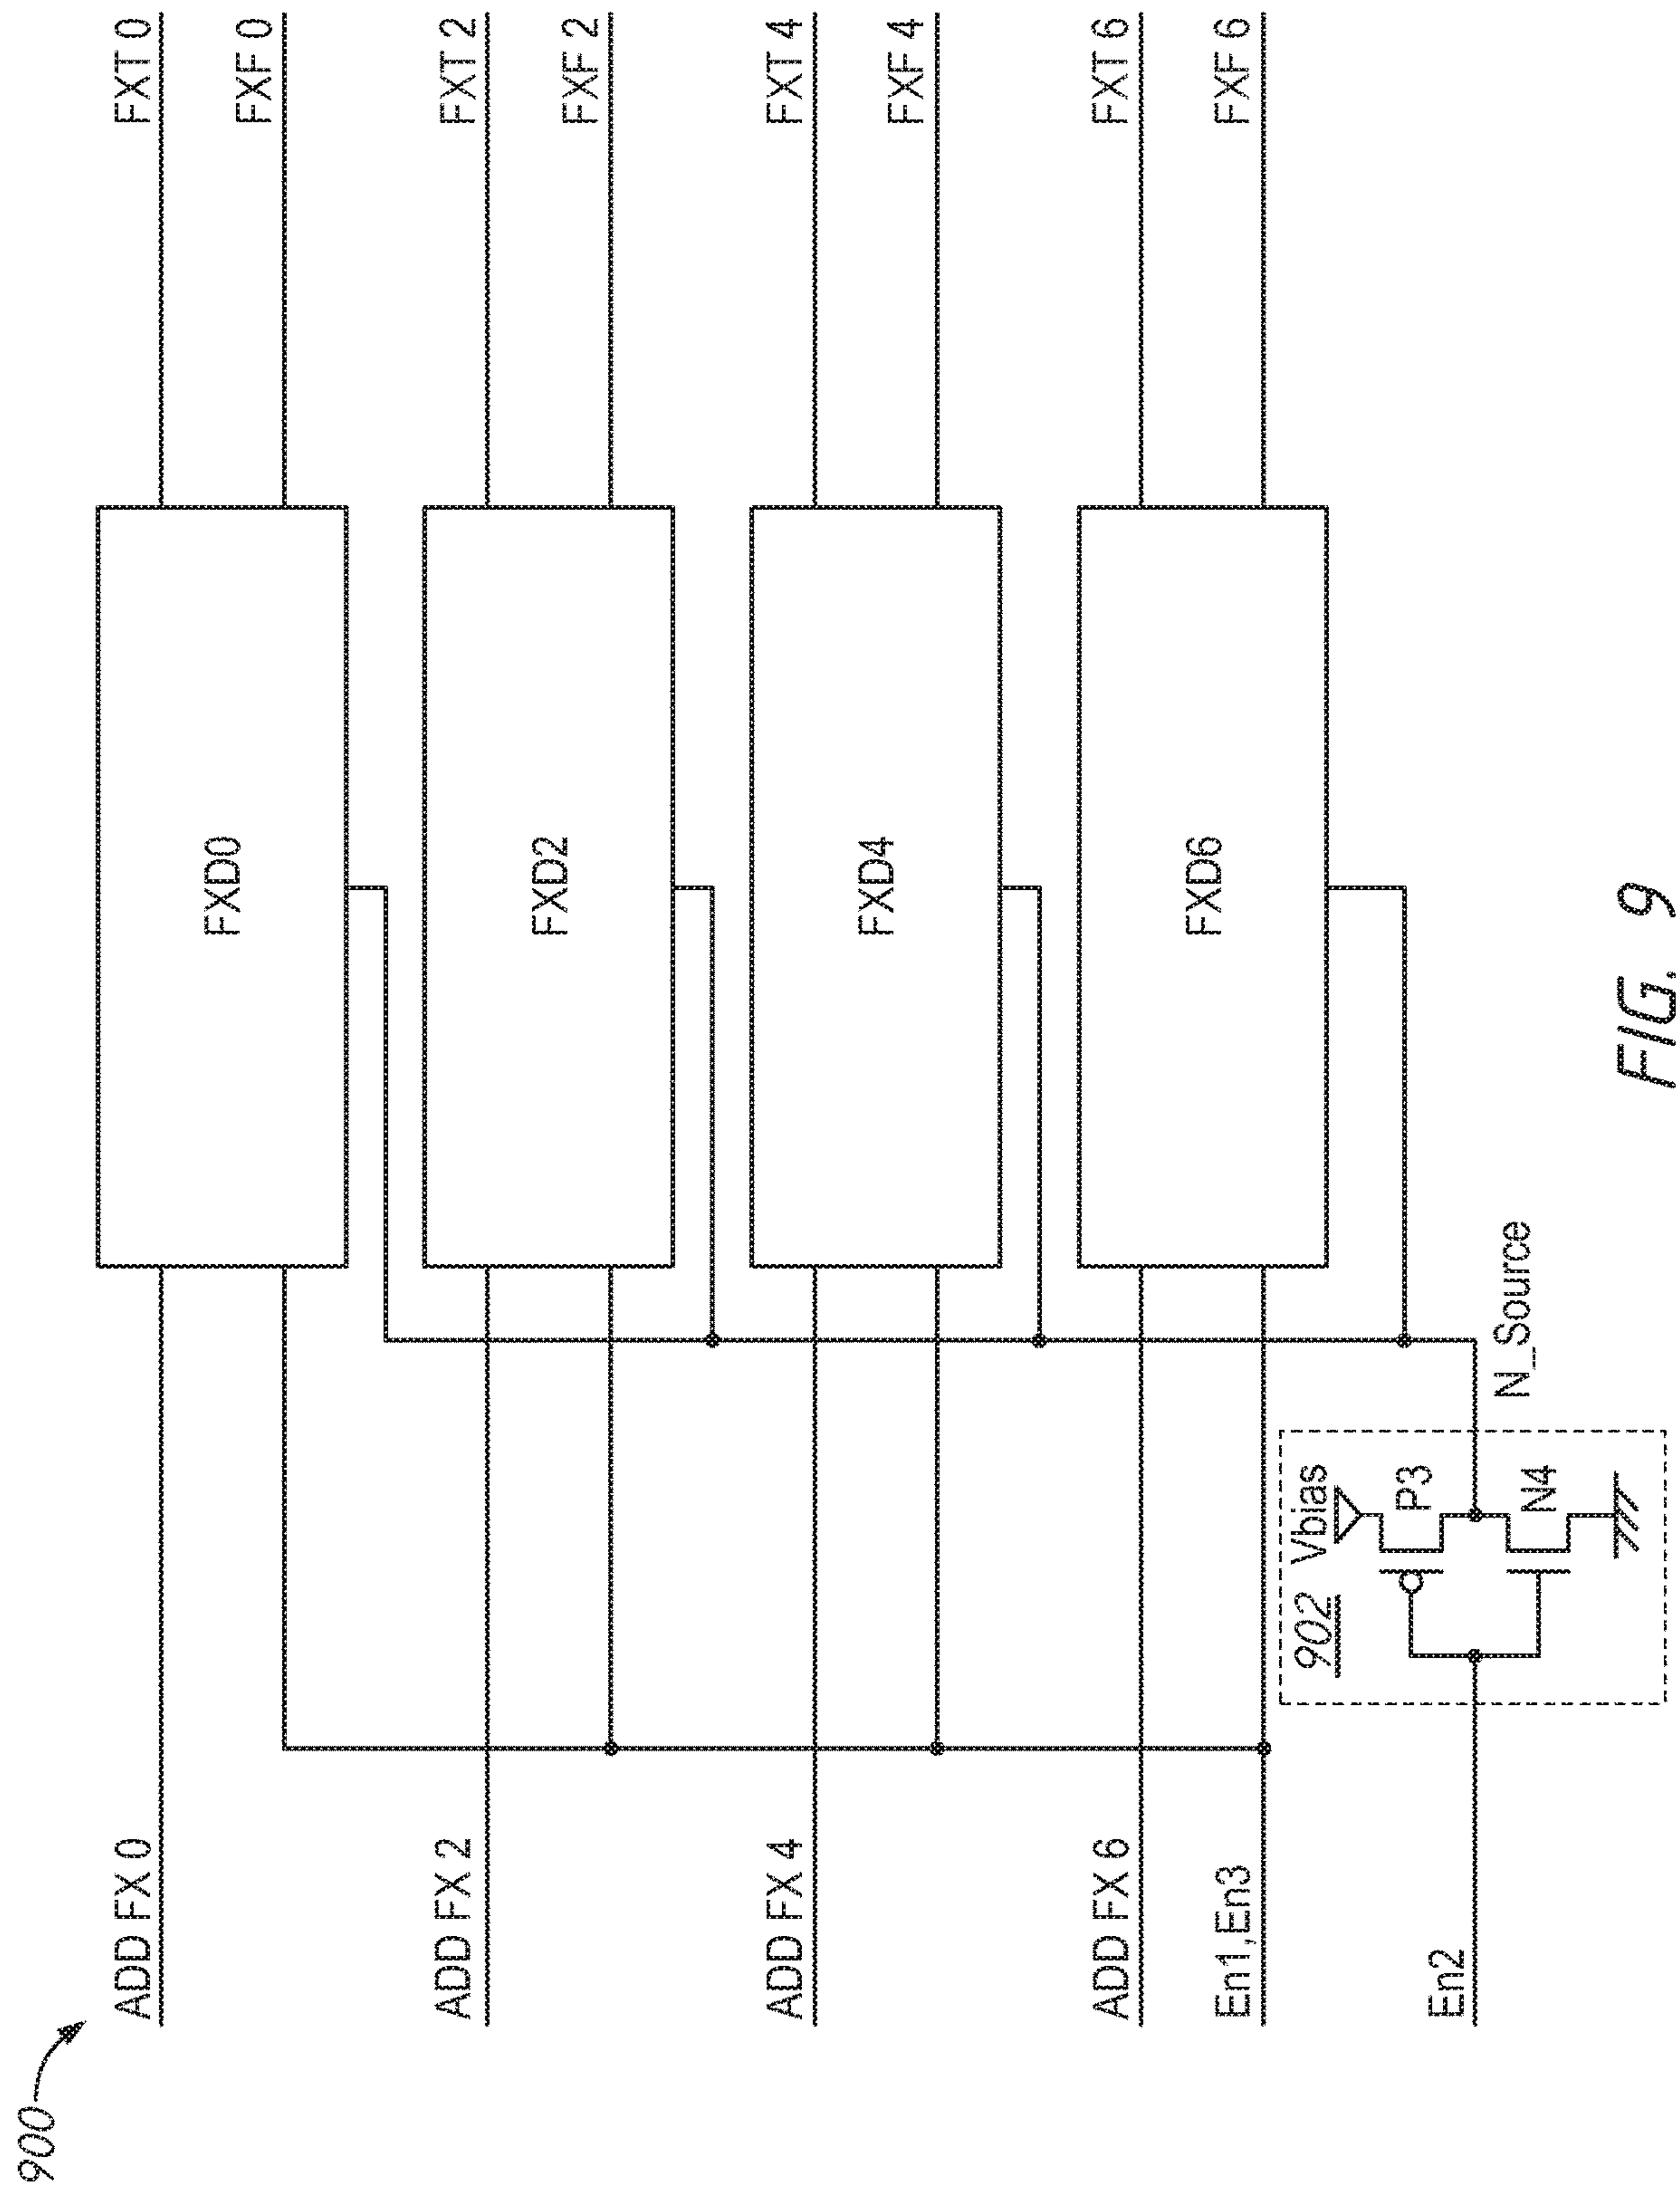 900
ADD FX 0
FXD0
FXT 0
FXF 0
ADD FX 2
FXD2
FXT 2
FXF 2
ADD FX 4
FXD4
FXT 4
FXF 4
ADD FX 6
En1,En3
FXD6
FXT 6
FXF 6
En2
902
Vbias
P3
N4
N_Source
FIG. 9